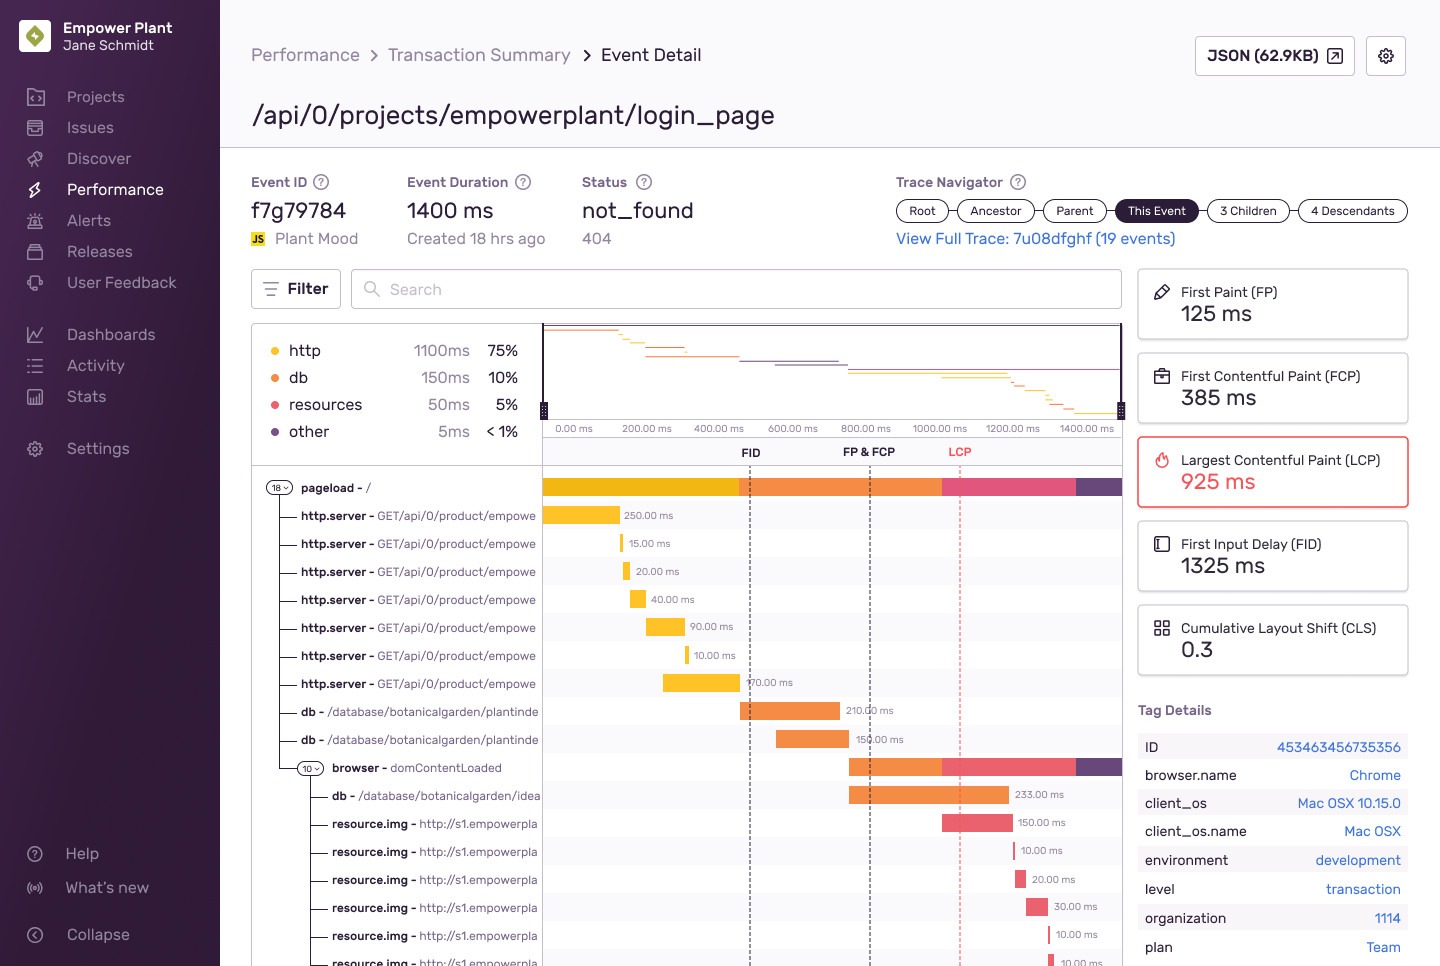 Empower Plant
Jane Schmidt
Projects
Issues
Discover
Performance
Alerts
Releases
User Feedback
Dashboards
Activity
Stats
Settings
Help
What's new
Collapse
Performance > Transaction Summary > Event Detail
JSON (62.9KB)
/api/0/projects/empowerplant/login_page
Event ID ?
f7g79784
JS Plant Mood
Event Duration ?
1400 ms
Created 18 hrs ago
Status ?
not_found
404
Trace Navigator ?
Root Ancestor Parent This Event 3 Children 4 Descendants
View Full Trace: 7u08dfghf (19 events)
Filter
Search
http 1100ms 75%
db 150ms 10%
resources 50ms 5%
other 5ms < 1%
0.00 ms 200.00 ms 400.00 ms 600.00 ms 800.00 ms 1000.00 ms 1200.00 ms 1400.00 ms
FID FP & FCP LCP
18 pageload - /
http.server - GET/api/0/product/empowe 250.00 ms
http.server - GET/api/0/product/empowe 15.00 ms
http.server - GET/api/0/product/empowe 20.00 ms
http.server - GET/api/0/product/empowe 40.00 ms
http.server - GET/api/0/product/empowe 90.00 ms
http.server - GET/api/0/product/empowe 10.00 ms
http.server - GET/api/0/product/empowe 170.00 ms
db - /database/botanicalgarden/plantinde 210.00 ms
db - /database/botanicalgarden/plantinde 150.00 ms
10 browser - domContentLoaded
db - /database/botanicalgarden/idea 233.00 ms
resource.img - http://s1.empowerpla 150.00 ms
resource.img - http://s1.empowerpla 10.00 ms
resource.img - http://s1.empowerpla 20.00 ms
resource.img - http://s1.empowerpla 30.00 ms
resource.img - http://s1.empowerpla 10.00 ms
resource.img - http://s1.empowerpla 10.00 ms
First Paint (FP)
125 ms
First Contentful Paint (FCP)
385 ms
Largest Contentful Paint (LCP)
925 ms
First Input Delay (FID)
1325 ms
Cumulative Layout Shift (CLS)
0.3
Tag Details
ID 453463456735356
browser.name Chrome
client_os Mac OSX 10.15.0
client_os.name Mac OSX
environment development
level transaction
organization 1114
plan Team